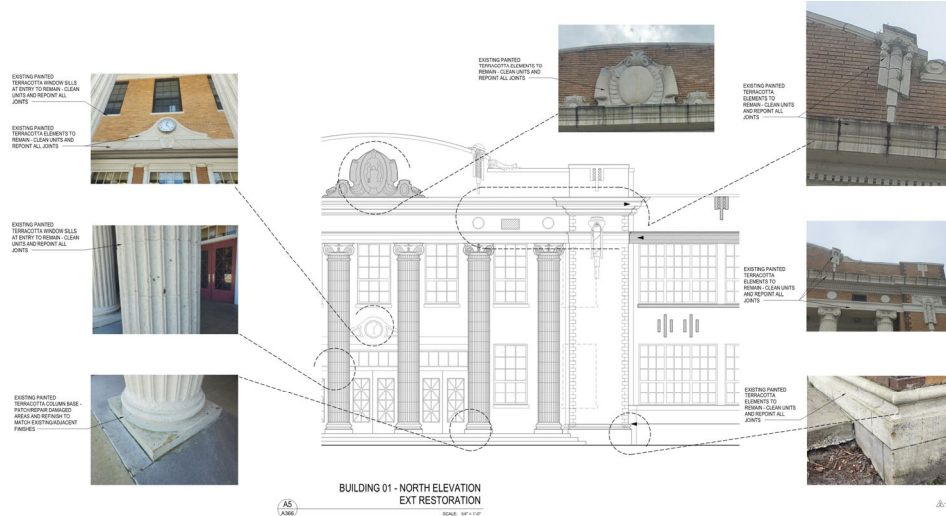 EXISTING PAINTED
TERRACOTTA WINDOW SILLS
AT ENTRY TO REMAIN - CLEAN
UNITS AND REPOINT ALL
JOINTS
EXISTING PAINTED
TERRACOTTA ELEMENTS TO
REMAIN - CLEAN UNITS AND
REPOINT ALL JOINTS
EXISTING PAINTED
TERRACOTTA WINDOW SILLS
AT ENTRY TO REMAIN - CLEAN
UNITS AND REPOINT ALL
JOINTS
EXISTING PAINTED
TERRACOTTA COLUMN BASE -
PATCH/REPAIR DAMAGED
AREAS AND REFINISH TO
MATCH EXISTING/ADJACENT
FINISHES
EXISTING PAINTED
TERRACOTTA ELEMENTS TO
REMAIN - CLEAN UNITS AND
REPOINT ALL JOINTS
EXISTING PAINTED
TERRACOTTA
ELEMENTS TO
REMAIN - CLEAN UNITS
AND REPOINT ALL
JOINTS
EXISTING PAINTED
TERRACOTTA
ELEMENTS TO
REMAIN - CLEAN UNITS
AND REPOINT ALL
JOINTS
EXISTING PAINTED
TERRACOTTA
ELEMENTS TO
REMAIN - CLEAN UNITS
AND REPOINT ALL
JOINTS
BUILDING 01 - NORTH ELEVATION
EXT RESTORATION
A5
A366
SCALE: